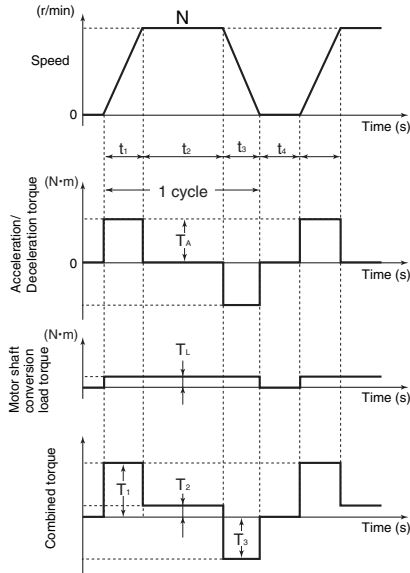 (r/min)
N
Speed
0
Time (s)
t1 t2 t3 t4
(N·m)
1 cycle
Acceleration/
Deceleration torque
TA
0
Time (s)
(N·m)
Motor shaft
conversion
load torque
TL
Time (s)
Combined torque
T1
T2
T3
Time (s)